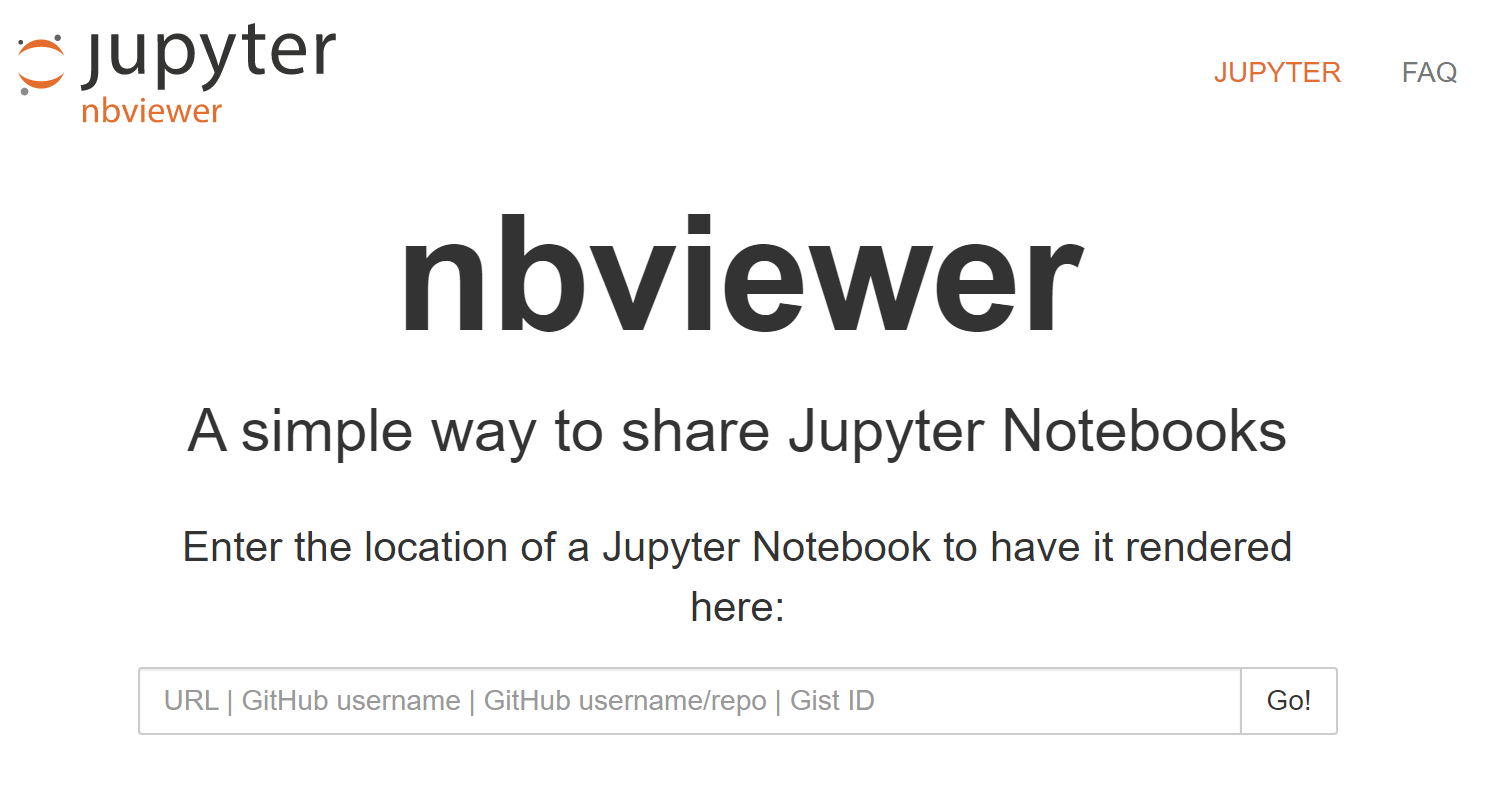 jupyter
nbviewer
JUPYTER
FAQ
nbviewer
A simple way to share Jupyter Notebooks
Enter the location of a Jupyter Notebook to have it rendered
here:
URL | GitHub username | GitHub username/repo | Gist ID
Go!